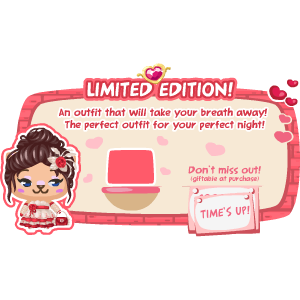 LIMITED EDITION!
An outfit that will take your breath away!
The perfect outfit for your perfect night!
Don't miss out!
(giftable at purchase)
TIME'S UP!